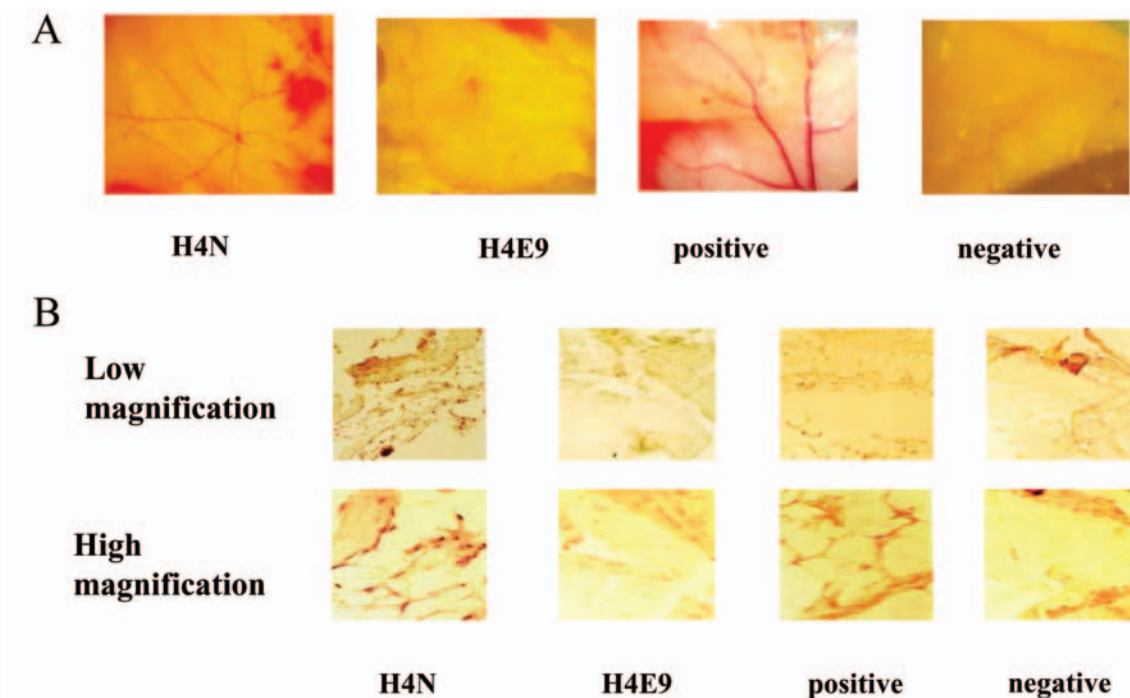 A
H4N H4E9 positive negative
B
Low
magnification
High
magnification
H4N H4E9 positive negative